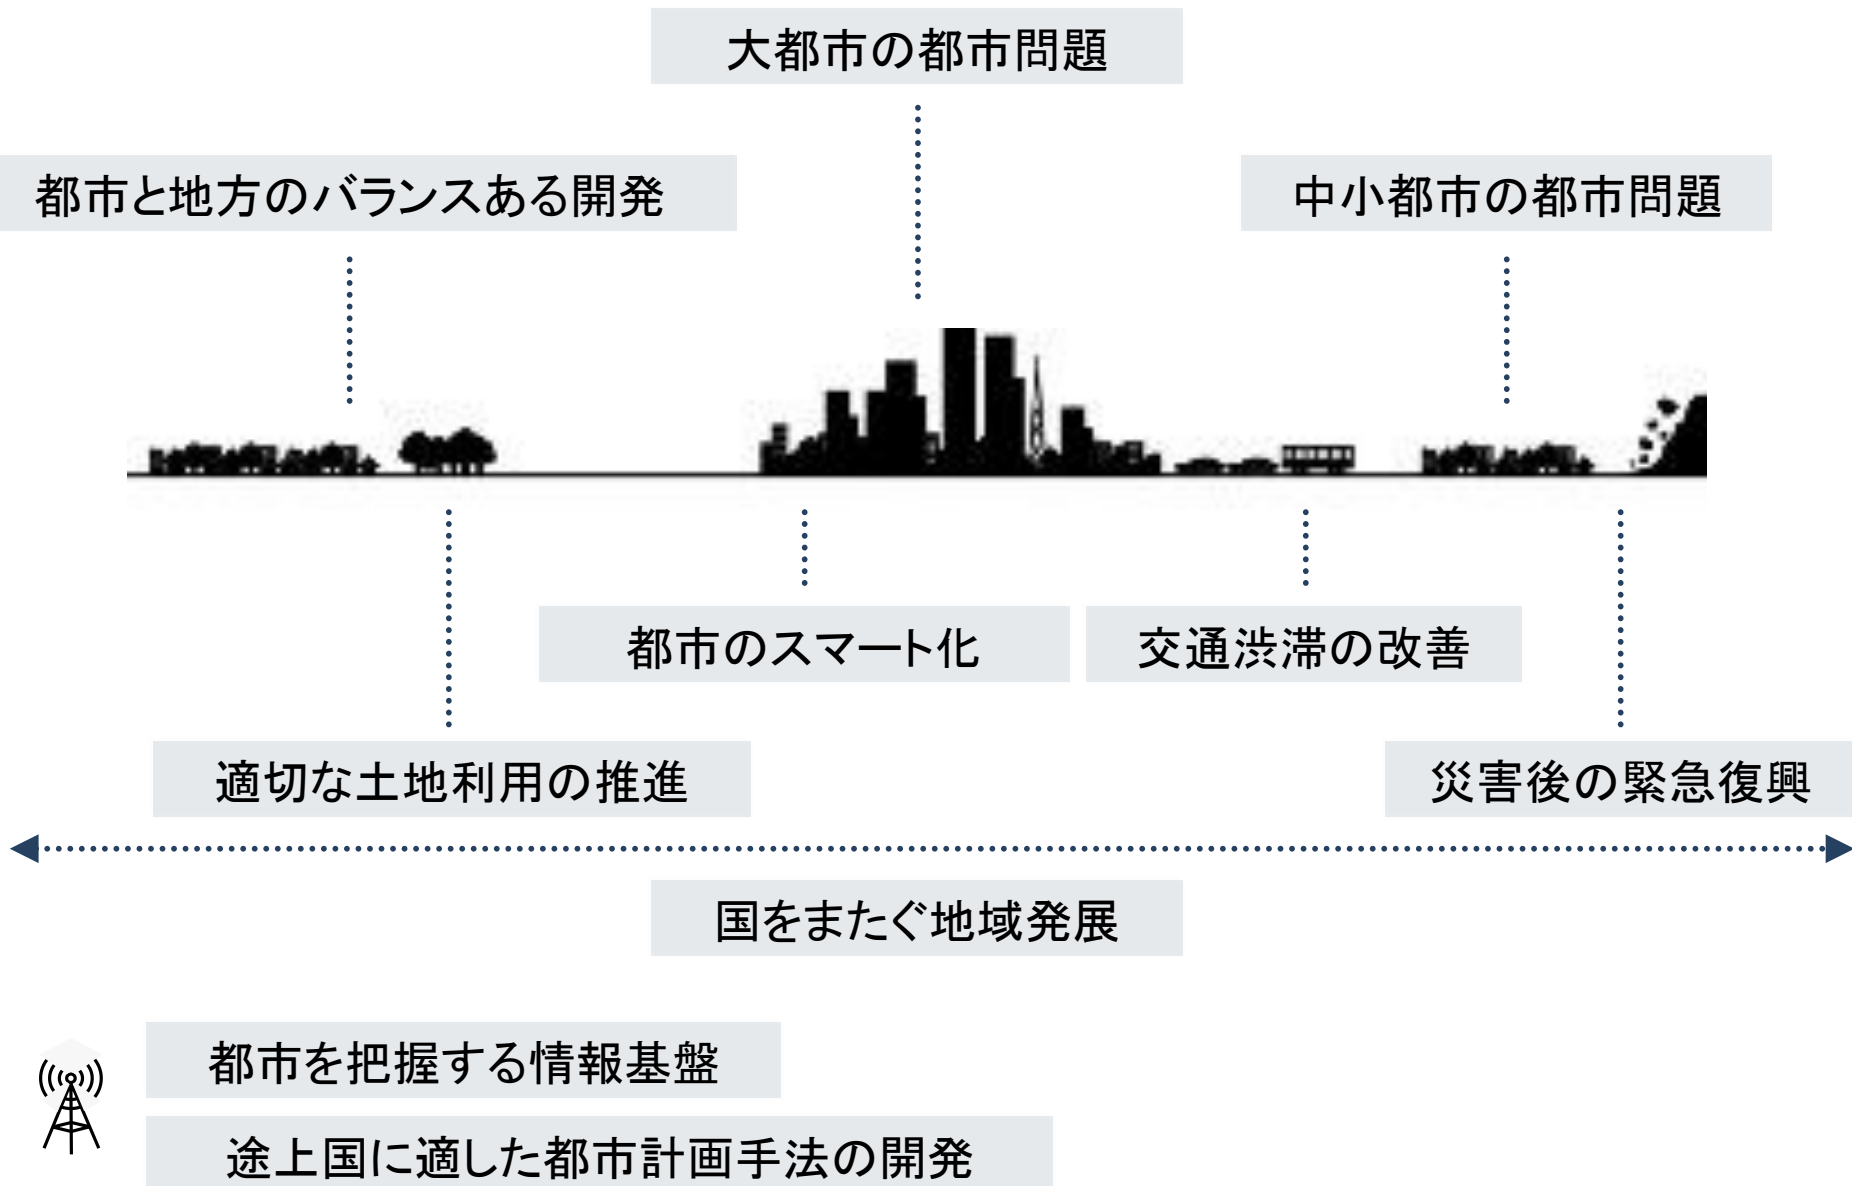 大都市の都市問題
都市と地方のバランスある開発
中小都市の都市問題
都市のスマート化
交通渋滞の改善
適切な土地利用の推進
災害後の緊急復興
国をまたぐ地域発展
都市を把握する情報基盤
途上国に適した都市計画手法の開発